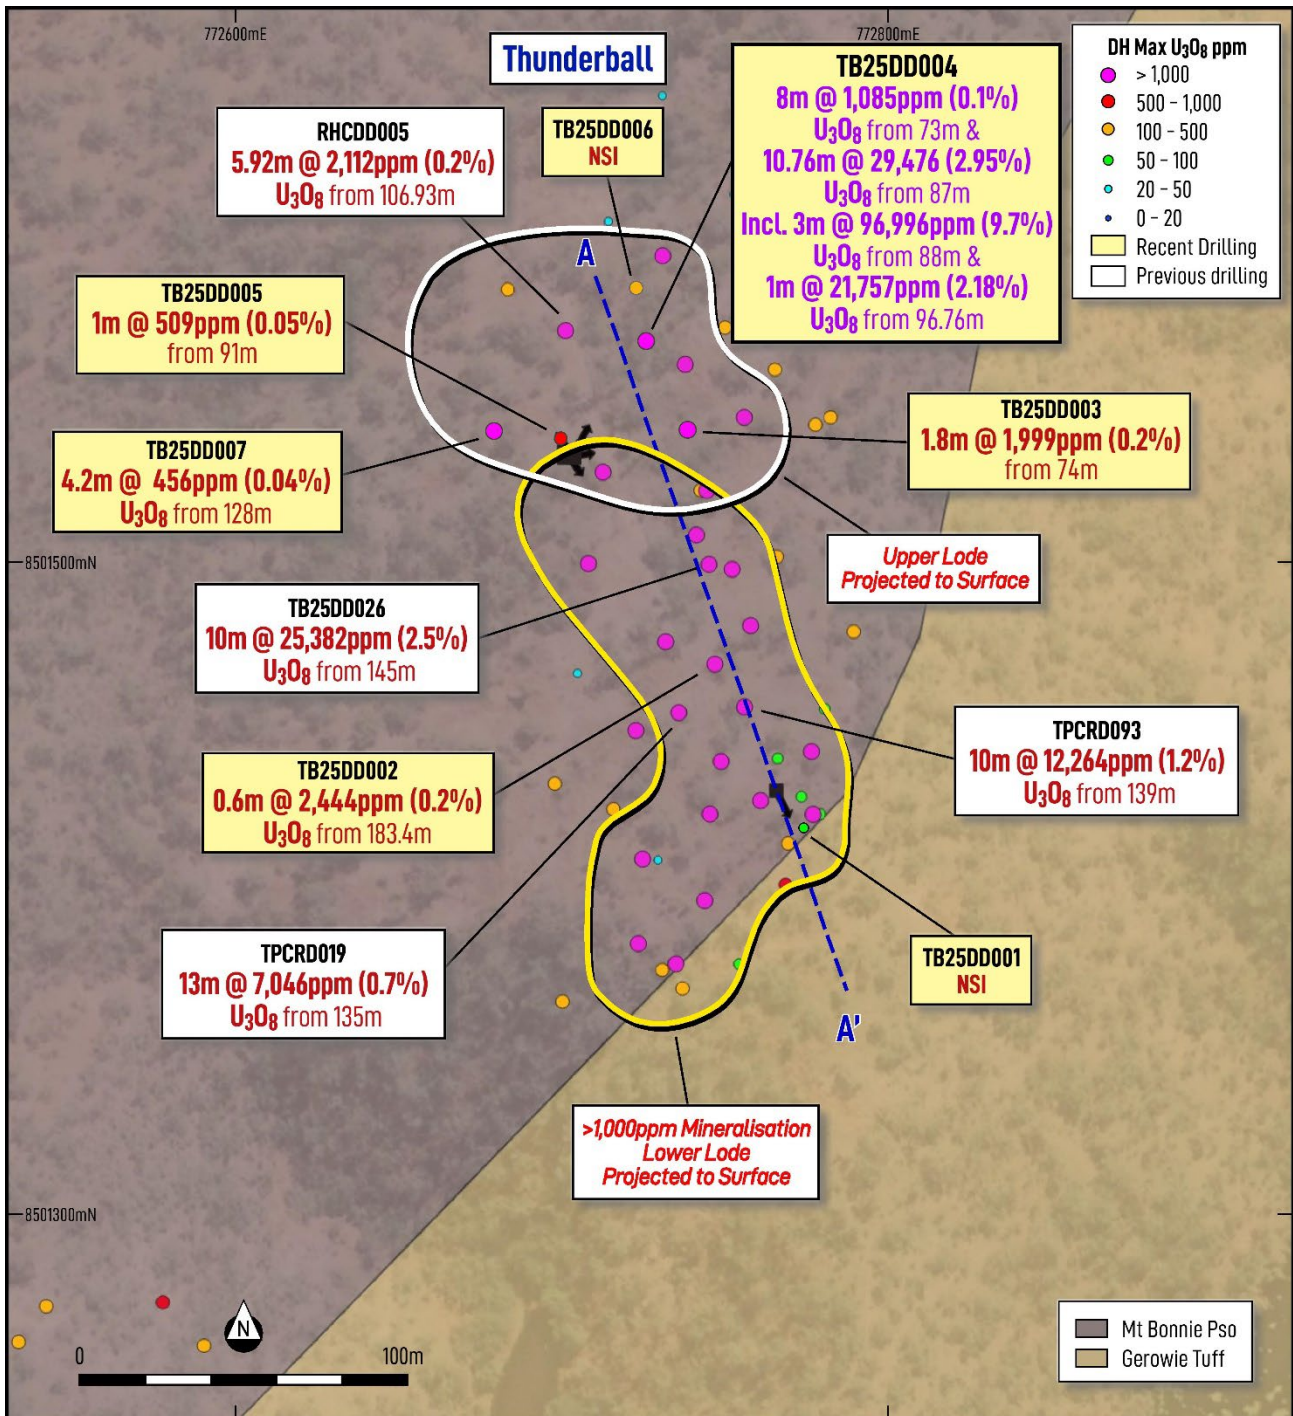 772600mE
772800mE
Thunderball
DH Max U₃O₈ ppm
> 1,000
500 - 1,000
100 - 500
50 - 100
20 - 50
0 - 20
Recent Drilling
Previous drilling
TB25DD004
8m @ 1,085ppm (0.1%)
U₃O₈ from 73m &
10.76m @ 29,476 (2.95%)
U₃O₈ from 87m
Incl. 3m @ 96,996ppm (9.7%)
U₃O₈ from 88m &
1m @ 21,757ppm (2.18%)
U₃O₈ from 96.76m
RHCDD005
5.92m @ 2,112ppm (0.2%)
U₃O₈ from 106.93m
TB25DD006
NSI
A
TB25DD005
1m @ 509ppm (0.05%)
from 91m
TB25DD003
1.8m @ 1,999ppm (0.2%)
from 74m
TB25DD007
4.2m @ 456ppm (0.04%)
U₃O₈ from 128m
Upper Lode
Projected to Surface
8501500mN
TB25DD026
10m @ 25,382ppm (2.5%)
U₃O₈ from 145m
TPCRD093
10m @ 12,264ppm (1.2%)
U₃O₈ from 139m
TB25DD002
0.6m @ 2,444ppm (0.2%)
U₃O₈ from 183.4m
TPCRD019
13m @ 7,046ppm (0.7%)
U₃O₈ from 135m
TB25DD001
NSI
A'
>1,000ppm Mineralisation
Lower Lode
Projected to Surface
8501300mN
N
0 100m
Mt Bonnie Pso
Gerowie Tuff